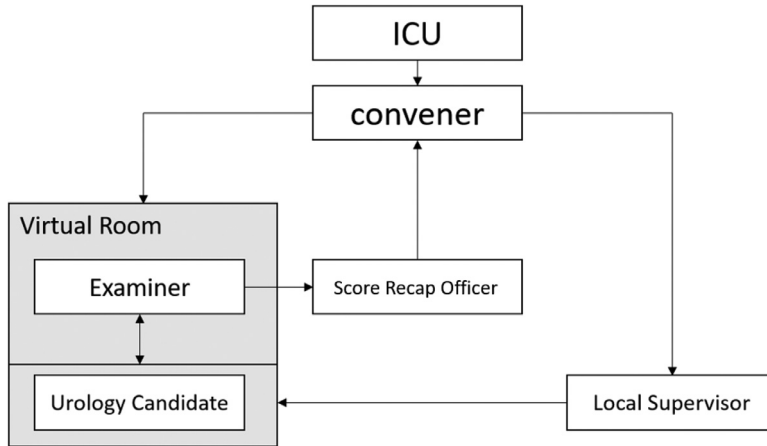 ICU
convener
Virtual Room
Examiner
Score Recap Officer
Urology Candidate
Local Supervisor